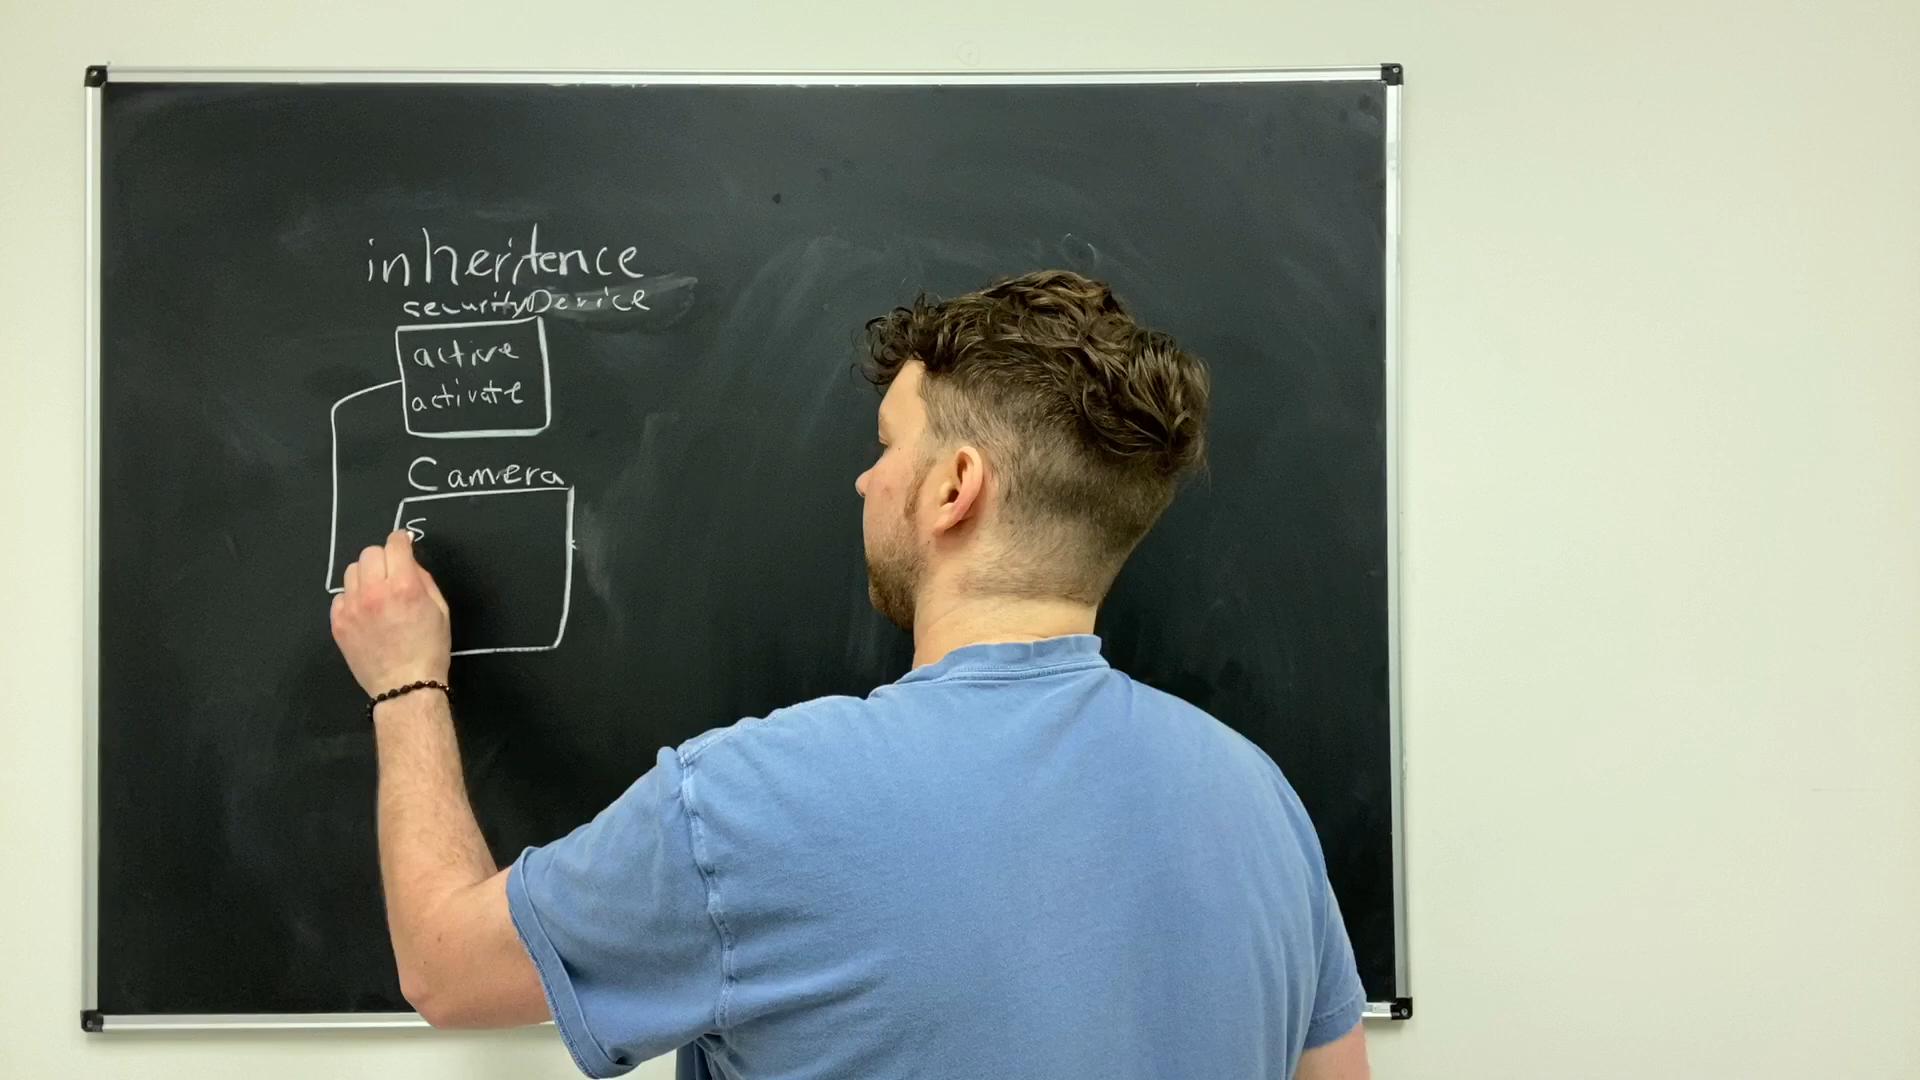 inheritence
securityDevice
active
activate
Camera
s